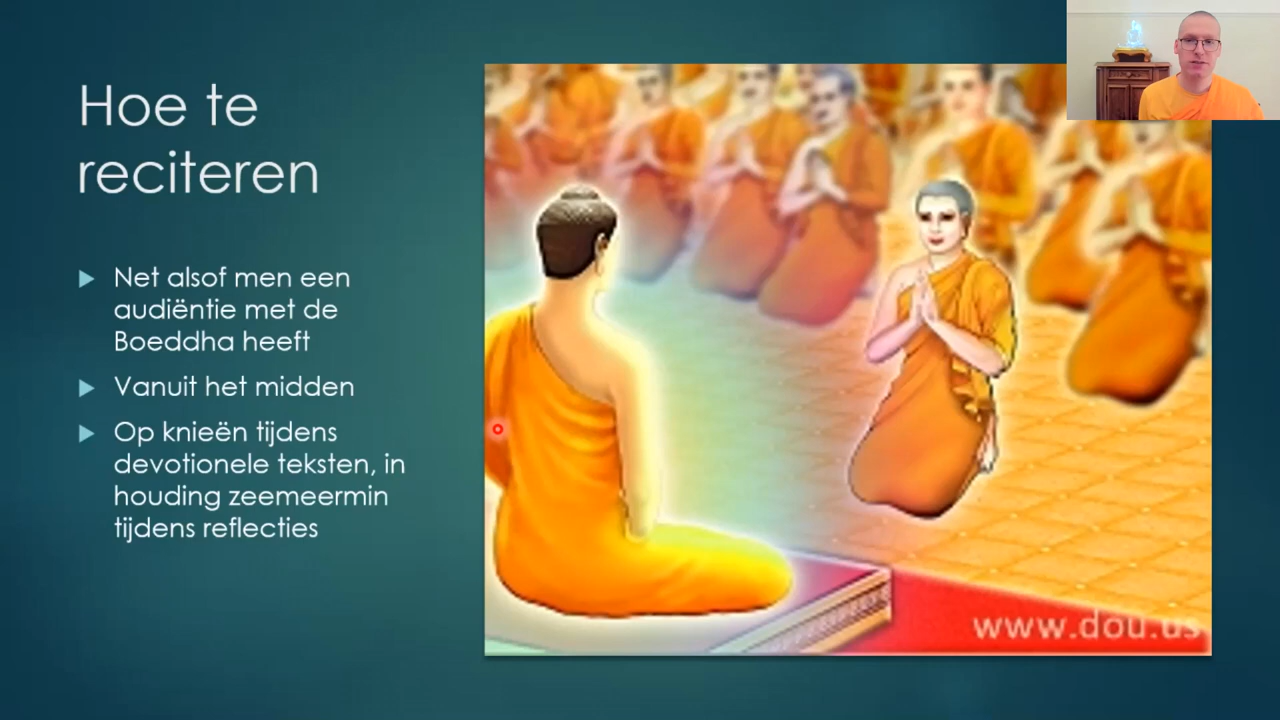 Hoe te
reciteren
Net alsof men een
audiëntie met de
Boeddha heeft
Vanuit het midden
Op knieën tijdens
devotionele teksten, in
houding zeemeermin
tijdens reflecties
www.dou.us